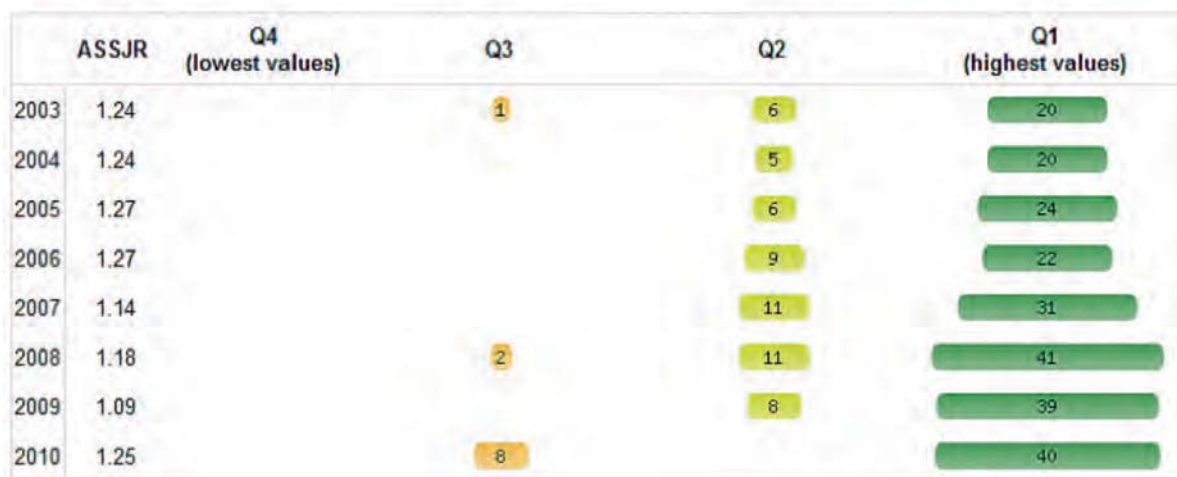 ASSJR Q4 (lowest values) Q3 Q2 Q1 (highest values)
2003 1.24 1 6 20
2004 1.24 5 20
2005 1.27 6 24
2006 1.27 9 22
2007 1.14 11 31
2008 1.18 2 11 41
2009 1.09 8 39
2010 1.25 8 40